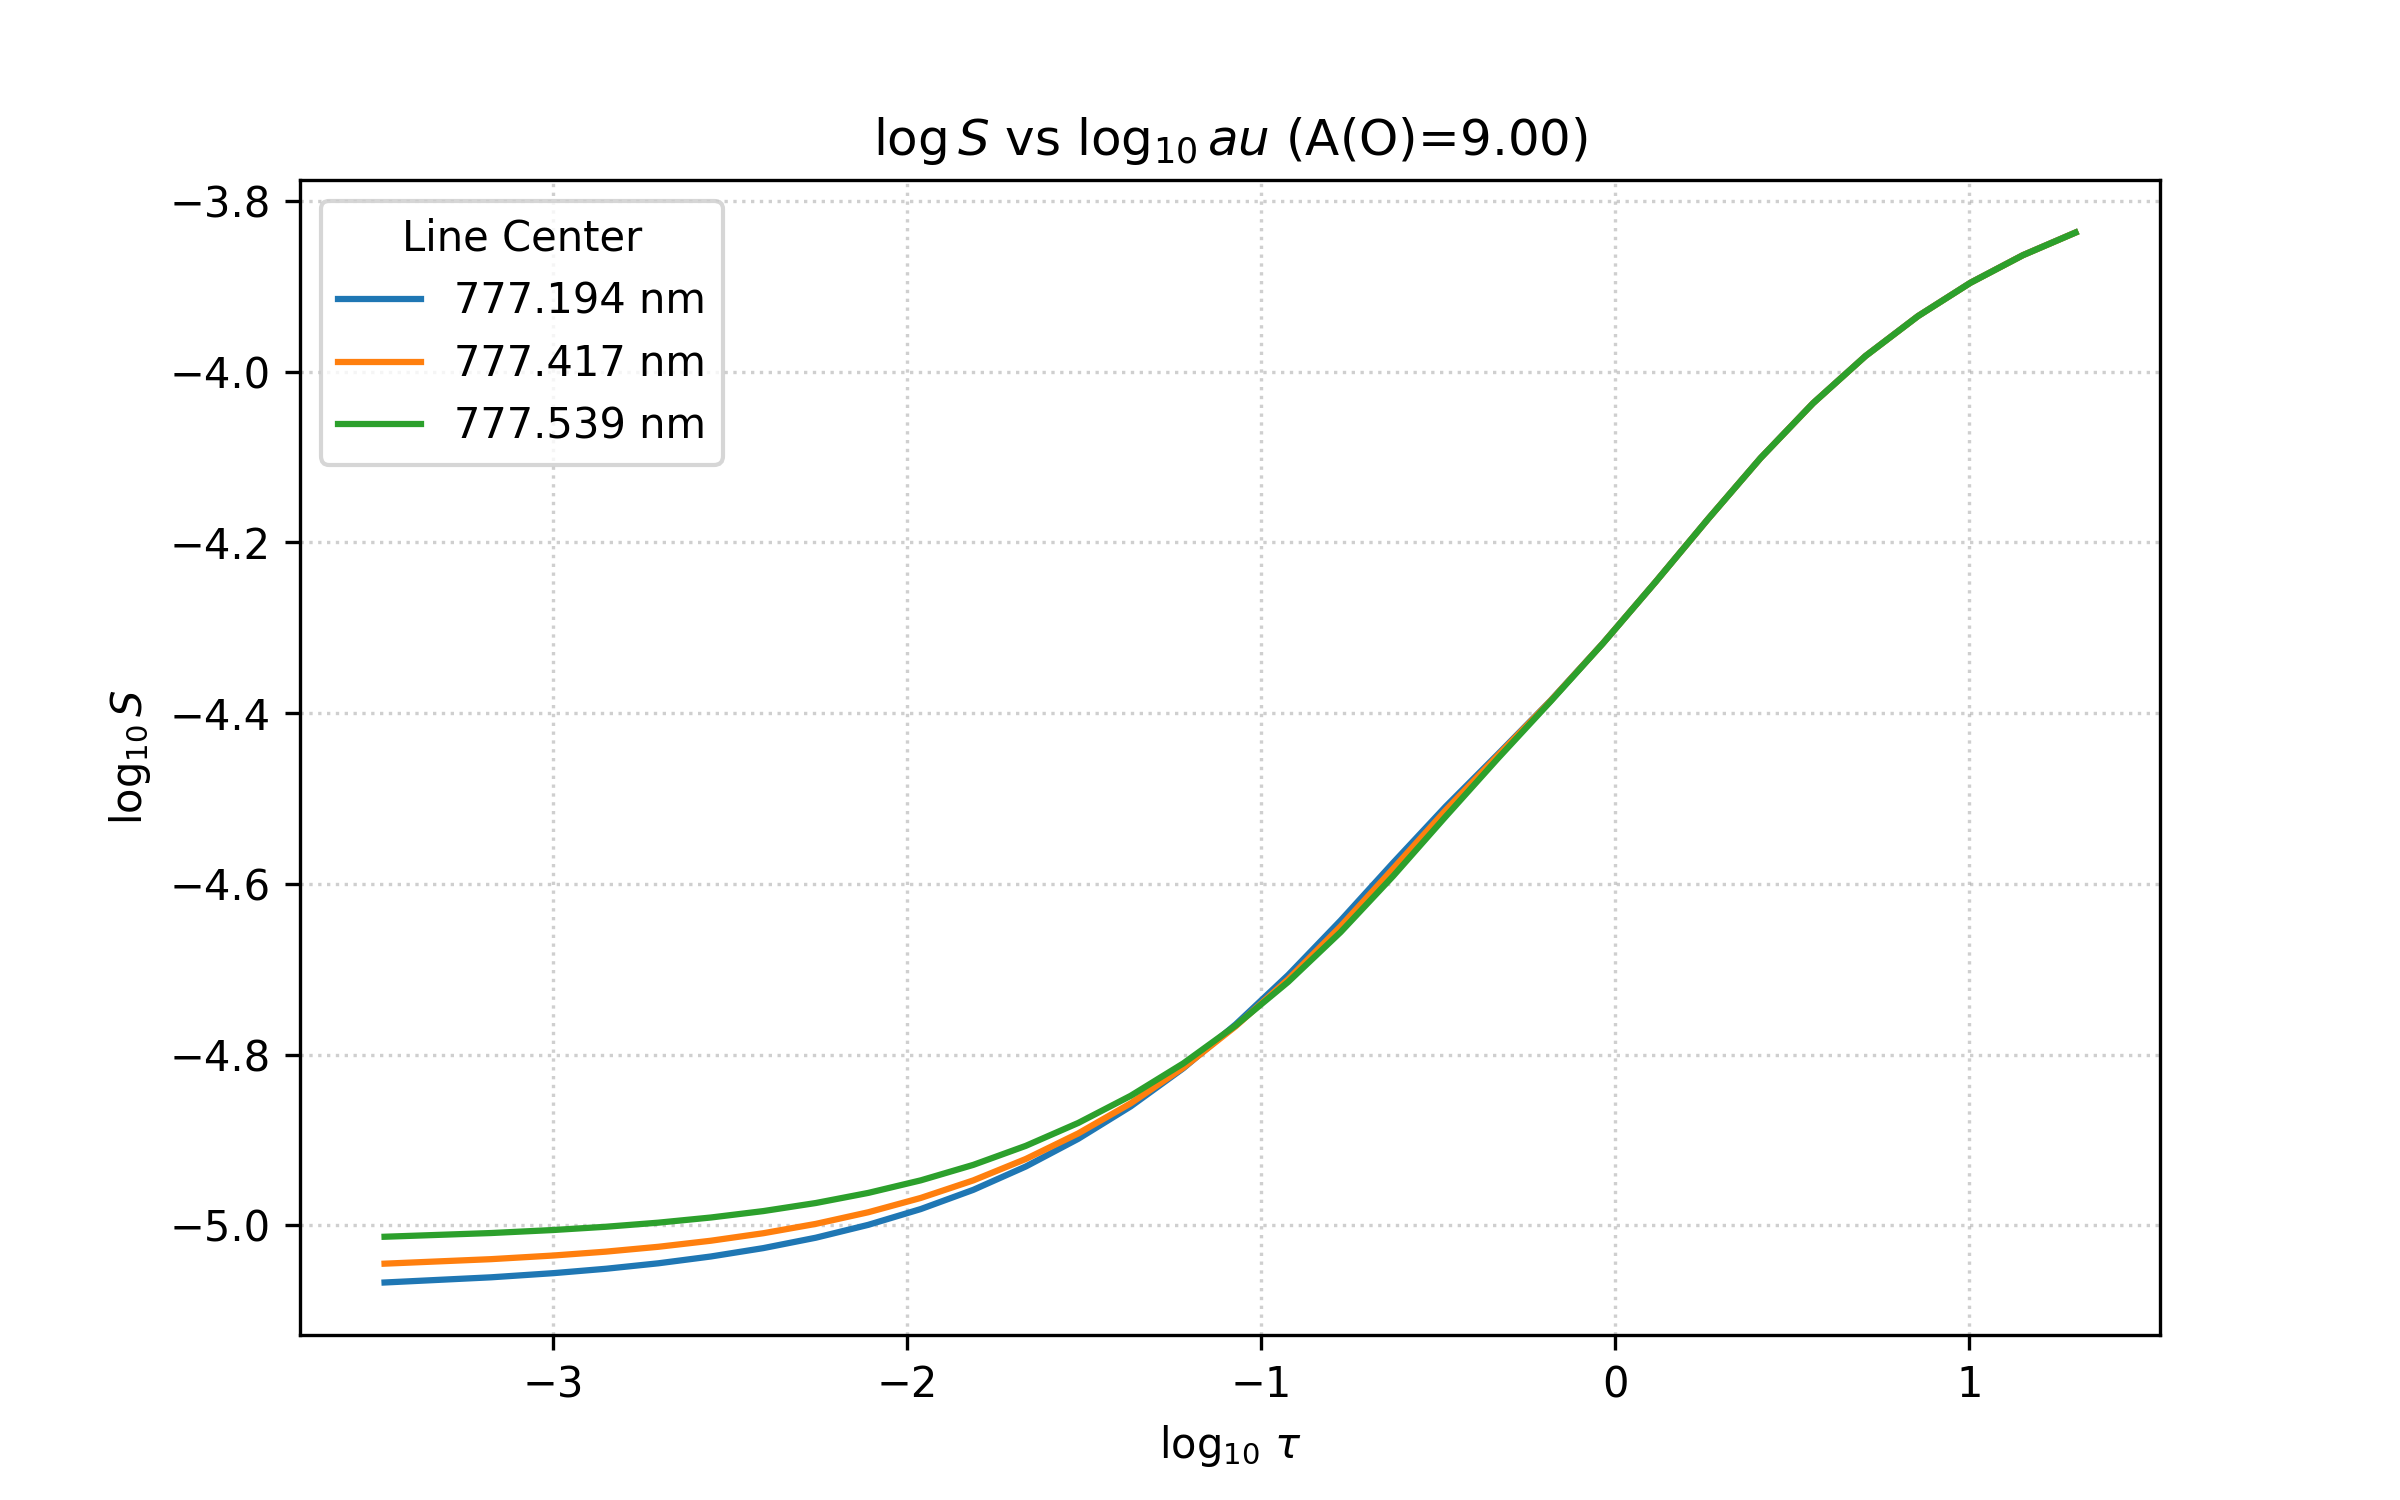 log S vs log₁₀ au (A(O)=9.00)
Line Center
777.194 nm
777.417 nm
777.539 nm
−3.8
−4.0
−4.2
−4.4
−4.6
−4.8
−5.0
log₁₀ S
−3 −2 −1 0 1
log₁₀ τ